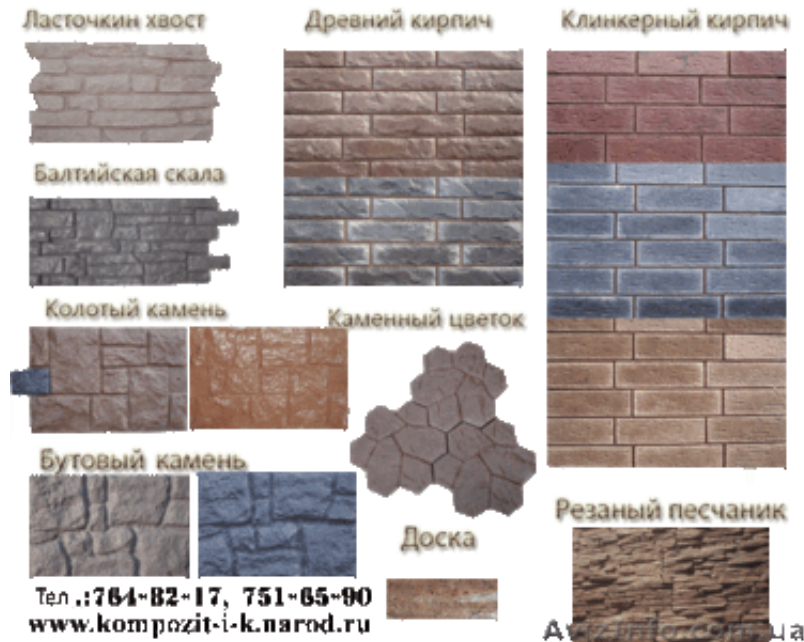 Ласточкин хвост
Древний кирпич
Клинкерный кирпич
Балтийская скала
Колотый камень
Каменный цветок
Бутовый камень
Доска
Резаный песчаник
Тел .:764-82-17, 751-65-90
www.kompozit-i-k.narod.ru